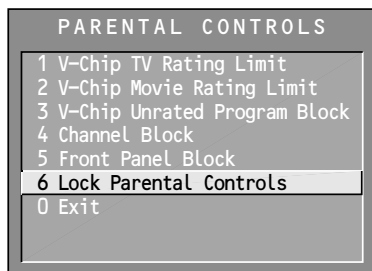 PARENTAL CONTROLS
1 V-Chip TV Rating Limit
2 V-Chip Movie Rating Limit
3 V-Chip Unrated Program Block
4 Channel Block
5 Front Panel Block
6 Lock Parental Controls
0 Exit